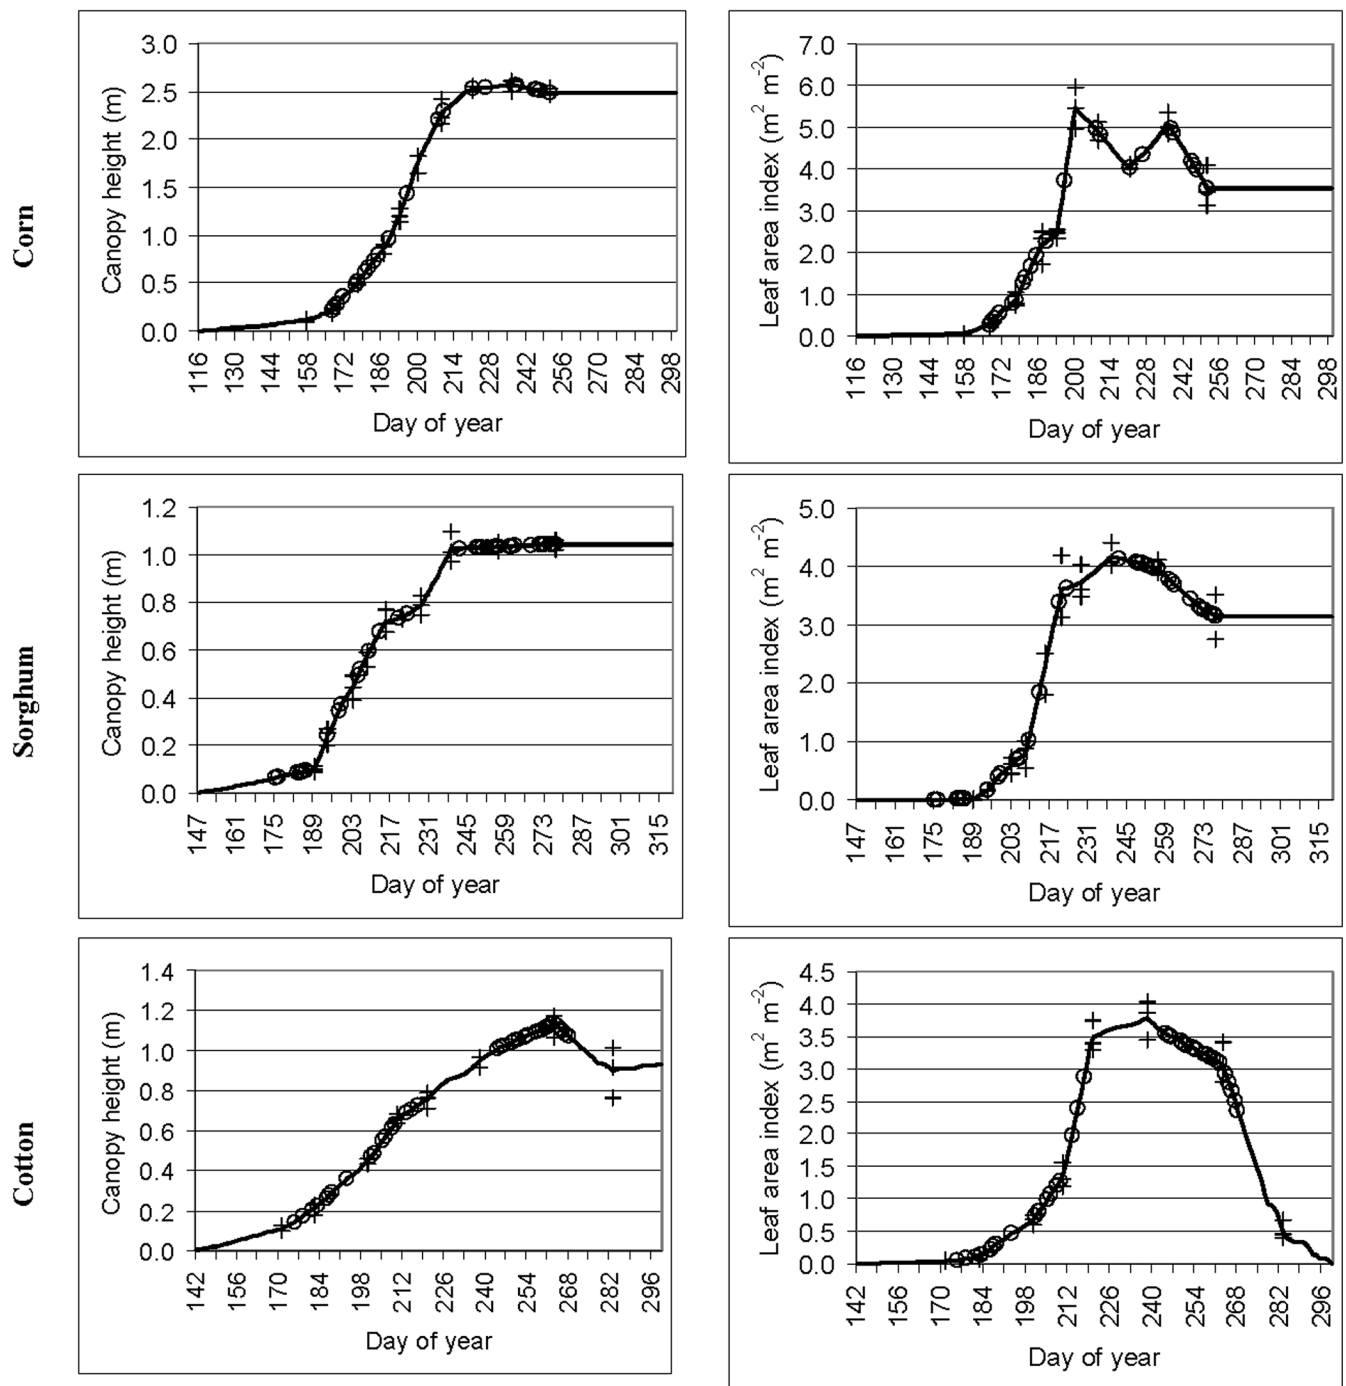 Corn
Canopy height (m)
3.0
2.5
2.0
1.5
1.0
0.5
0.0
116 130 144 158 172 186 200 214 228 242 256 270 284 298
Day of year
Leaf area index (m² m⁻²)
7.0
6.0
5.0
4.0
3.0
2.0
1.0
0.0
116 130 144 158 172 186 200 214 228 242 256 270 284 298
Day of year
Sorghum
Canopy height (m)
1.2
1.0
0.8
0.6
0.4
0.2
0.0
147 161 175 189 203 217 231 245 259 273 287 301 315
Day of year
Leaf area index (m² m⁻²)
5.0
4.0
3.0
2.0
1.0
0.0
147 161 175 189 203 217 231 245 259 273 287 301 315
Day of year
Cotton
Canopy height (m)
1.4
1.2
1.0
0.8
0.6
0.4
0.2
0.0
142 156 170 184 198 212 226 240 254 268 282 296
Day of year
Leaf area index (m² m⁻²)
4.5
4.0
3.5
3.0
2.5
2.0
1.5
1.0
0.5
0.0
142 156 170 184 198 212 226 240 254 268 282 296
Day of year